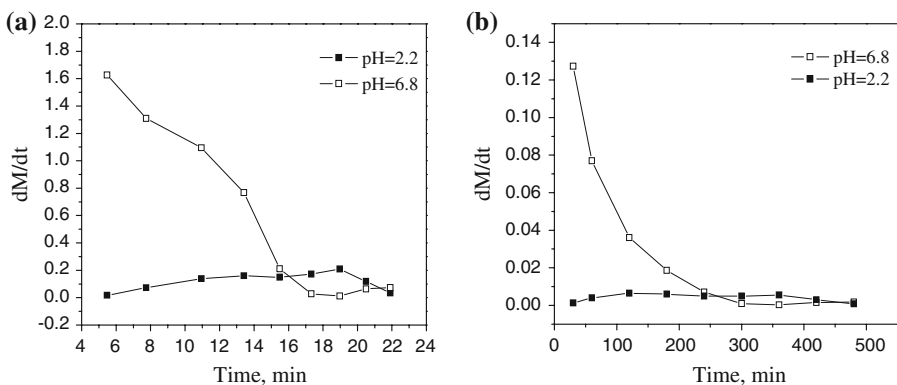 (a)
2.0
1.8
1.6
1.4
1.2
1.0
0.8
0.6
0.4
0.2
0.0
-0.2
dM/dt
pH=2.2
pH=6.8
4 6 8 10 12 14 16 18 20 22 24
Time, min
(b)
0.14
0.12
0.10
0.08
0.06
0.04
0.02
0.00
dM/dt
pH=6.8
pH=2.2
0 100 200 300 400 500
Time, min